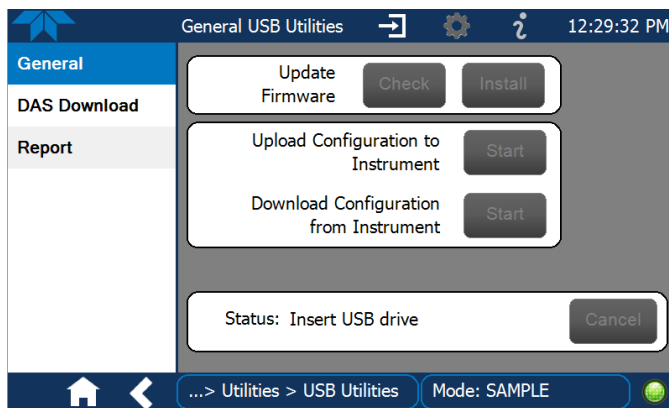 General USB Utilities
12:29:32 PM
General
DAS Download
Report
Update
Firmware
Check
Install
Upload Configuration to
Instrument
Start
Download Configuration
from Instrument
Start
Status: Insert USB drive
Cancel
...> Utilities > USB Utilities
Mode: SAMPLE